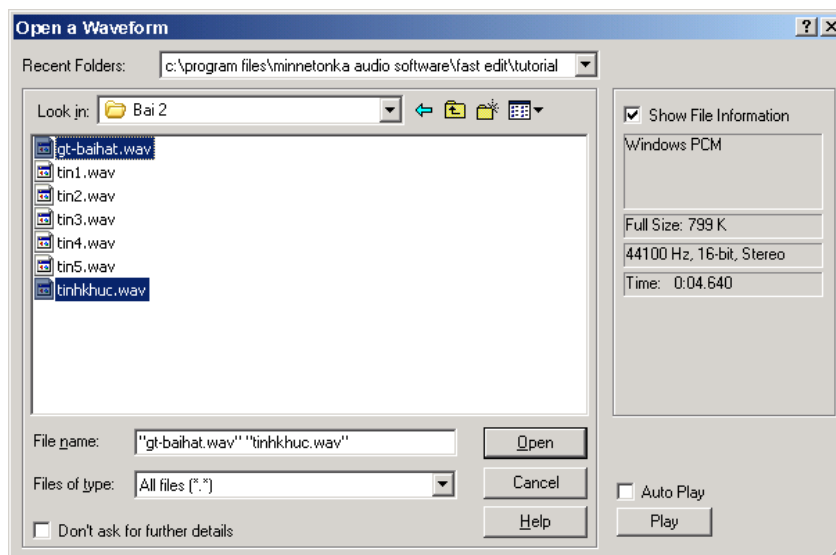 Open a Waveform
Recent Folders: c:\program files\minnetonka audio software\fast edit\tutorial
Look in: Bai 2
gt-baihat.wav
tin1.wav
tin2.wav
tin3.wav
tin4.wav
tin5.wav
tinhkhuc.wav
File name: "gt-baihat.wav" "tinhkhuc.wav"
Open
Files of type: All files (*.*)
Cancel
Don't ask for further details
Help
Show File Information
Windows PCM
Full Size: 799 K
44100 Hz, 16-bit, Stereo
Time: 0:04.640
Auto Play
Play